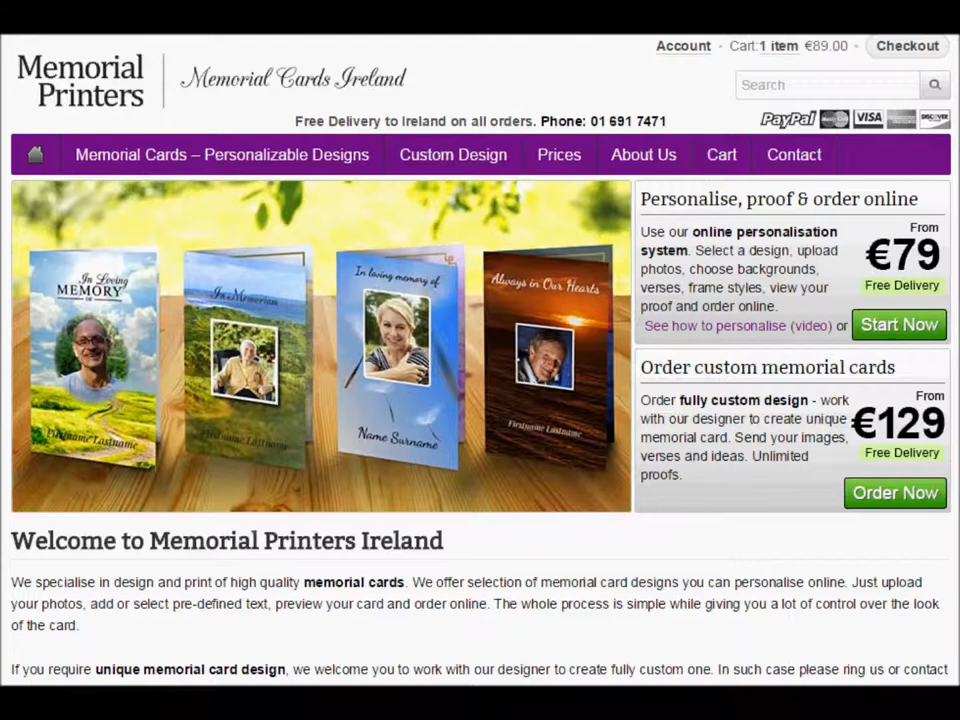 Account • Cart:1 item €89.00 • Checkout
Memorial
Printers
Memorial Cards Ireland
Search
Free Delivery to Ireland on all orders. Phone: 01 691 7471
PayPal MasterCard VISA DISCOVER
Memorial Cards – Personalizable Designs Custom Design Prices About Us Cart Contact
In Loving
MEMORY
OF
Firstname Lastname
In Memoriam
Firstname Lastname
In loving memory of
Name Surname
Always in Our Hearts
Firstname Lastname
Personalise, proof & order online
Use our online personalisation
system. Select a design, upload
photos, choose backgrounds,
verses, frame styles, view your
proof and order online.
See how to personalise (video) or
From
€79
Free Delivery
Start Now
Order custom memorial cards
Order fully custom design - work
with our designer to create unique
memorial card. Send your images,
verses and ideas. Unlimited
proofs.
From
€129
Free Delivery
Order Now
Welcome to Memorial Printers Ireland
We specialise in design and print of high quality memorial cards. We offer selection of memorial card designs you can personalise online. Just upload
your photos, add or select pre-defined text, preview your card and order online. The whole process is simple while giving you a lot of control over the look
of the card.
If you require unique memorial card design, we welcome you to work with our designer to create fully custom one. In such case please ring us or contact